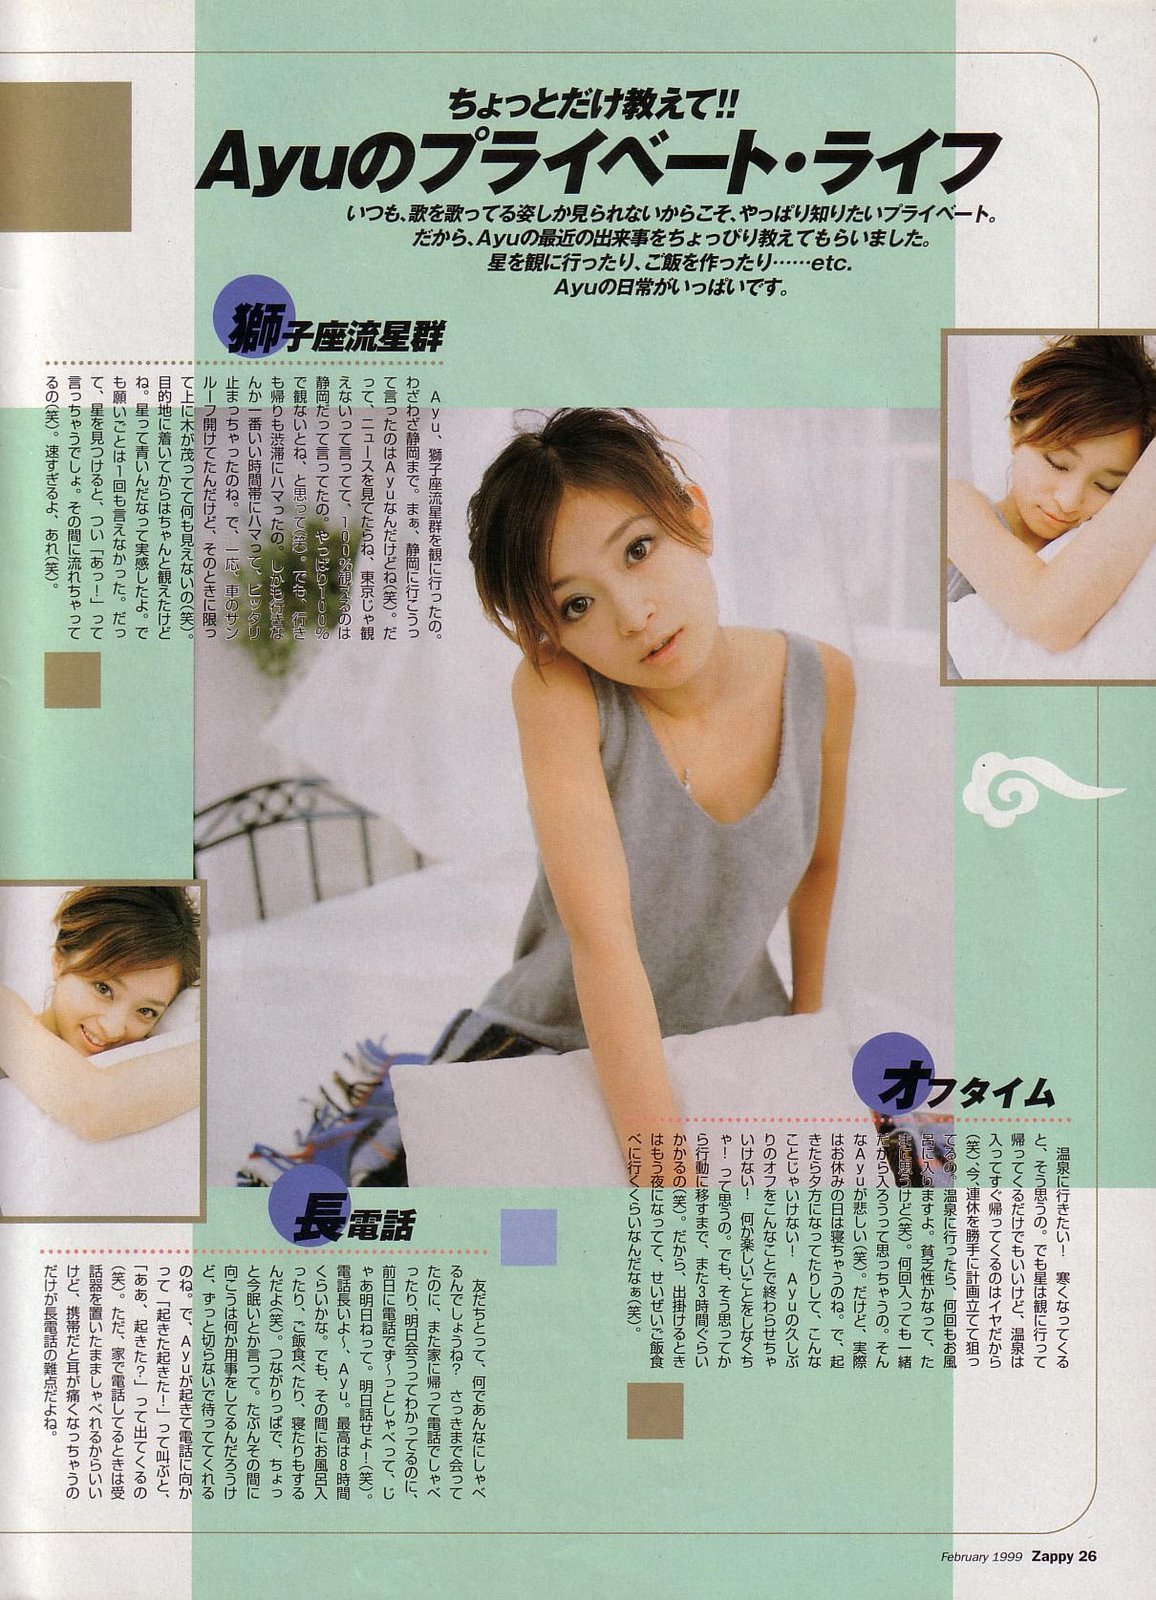 ちょっとだけ教えて!!
Ayuのプライベート・ライフ
いつも、歌を歌ってる姿しか見られないからこそ、やっぱり知りたいプライベート。
だから、Ayuの最近の出来事をちょっぴり教えてもらいました。
星を観に行ったり、ご飯を作ったり……etc.
Ayuの日常がいっぱいです。
獅子座流星群
Ayu、獅子座流星群を観に行ったの。
わざわざ静岡まで。まぁ、静岡に行こうっ
て言ったのはAyuなんだけどね(笑)。だ
って、ニュースを見てたらね、東京じゃ観
えないって言ってて、100%観えるのは
静岡だって言ってたの。やっぱり100%
で観ないとね、と思って(笑)。でも、行き
も帰りも渋滞にハマったの。しかも行きな
んか一番いい時間帯にハマって、ピッタリ
止まっちゃったのね。で、一応、車のサン
ルーフ開けてたんだけど、そのときに限っ
て上に木が茂ってて何も見えないの(笑)。
目的地に着いてからはちゃんと観えたけど
ね。星って青いんだなって実感したよ。で
も願いごとは1回も言えなかった。だっ
て、星を見つけると、つい「あっ!」って
言っちゃうでしょ。その間に流れちゃって
るの(笑)。速すぎるよ、あれ(笑)。
オフタイム
温泉に行きたい! 寒くなってくる
と、そう思うの。でも星は観に行って
帰ってくるだけでもいいけど、温泉は
入ってすぐ帰ってくるのはイヤだから
(笑)、今、連休を勝手に計画立てて狙っ
てるの。温泉に行ったら、何回もお風
呂に入りますよ。貧乏性かなって、た
まに思うけど(笑)。何回入っても一緒
だから入ろうって思っちゃうの。そん
なAyuが悲しい(笑)。だけど、実際
はお休みの日は寝ちゃうのね。で、起
きたら夕方になってたりして、こんな
ことじゃいけない! Ayuの久しぶ
りのオフをこんなことで終わらせちゃ
いけない! 何か楽しいことをしなくち
ゃ!って思うの。でも、そう思ってか
ら行動に移すまで、また3時間ぐらい
かかるの(笑)。だから、出掛けるとき
はもう夜になってて、せいぜいご飯食
べに行くくらいなんだなぁ(笑)。
長電話
友だちとって、何であんなにしゃべ
るんでしょうね? さっきまで会って
たのに、また家に帰って電話でしゃべ
ったり、明日会うってわかってるのに、
前日に電話でず〜っとしゃべって、じ
ゃあ明日ねって。明日話せよ!(笑)。
電話長いよ〜、Ayu。最高は8時間
くらいかな。でも、その間にお風呂入
ったり、ご飯食べたり、寝たりもする
んだよ(笑)。つながりっぱで、ちょっ
と今眠いとか言って。たぶんその間に
向こうは何か用事をしてるんだろうけ
ど、ずっと切らないで待っててくれる
のね。で、Ayuが起きて電話に向か
って「起きた起きた!」って叫ぶと、
「ああ、起きた?」って出てくるの
(笑)。ただ、家で電話してるときは受
話器を置いたまましゃべれるからいい
けど、携帯だと耳が痛くなっちゃうの
だけが長電話の難点だよね。
February 1999 Zappy 26